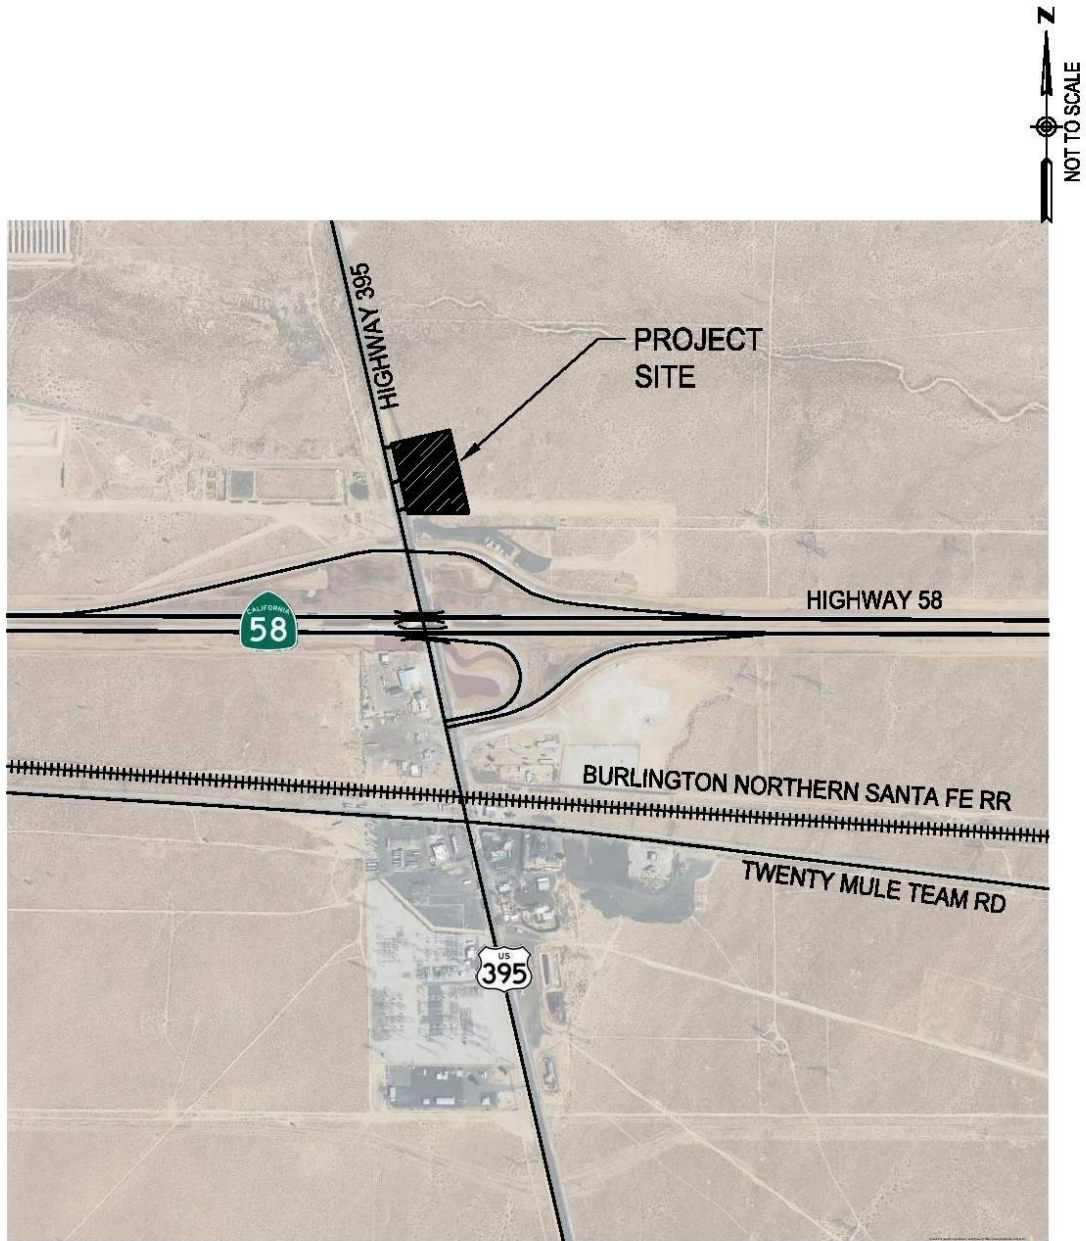 N
NOT TO SCALE
HIGHWAY 395
PROJECT
SITE
HIGHWAY 58
CALIFORNIA
58
BURLINGTON NORTHERN SANTA FE RR
TWENTY MULE TEAM RD
US
395